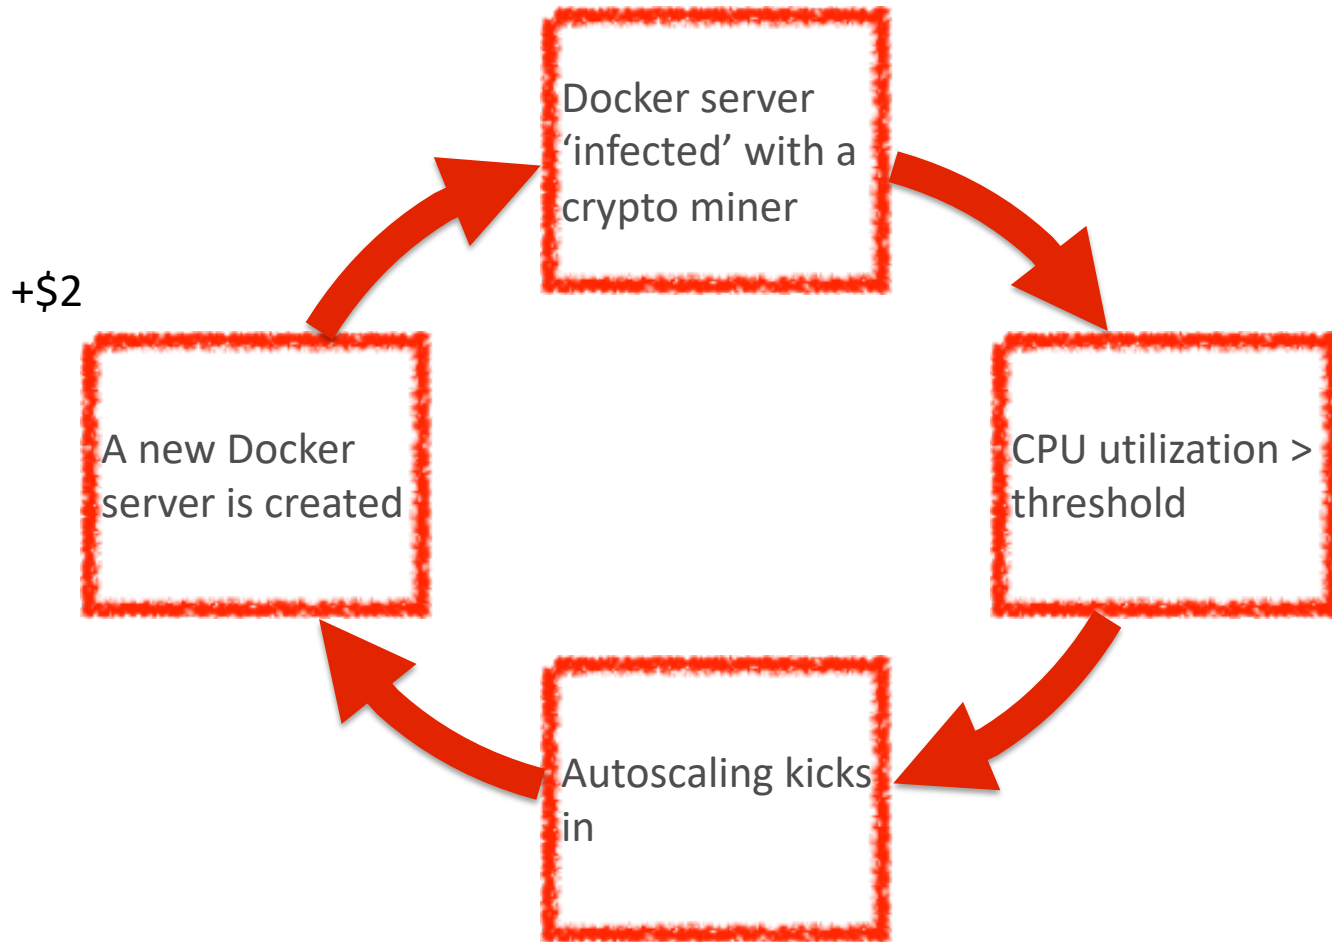 Docker server
‘infected’ with a
crypto miner
+$2
A new Docker
server is created
CPU utilization >
threshold
Autoscaling kicks
in